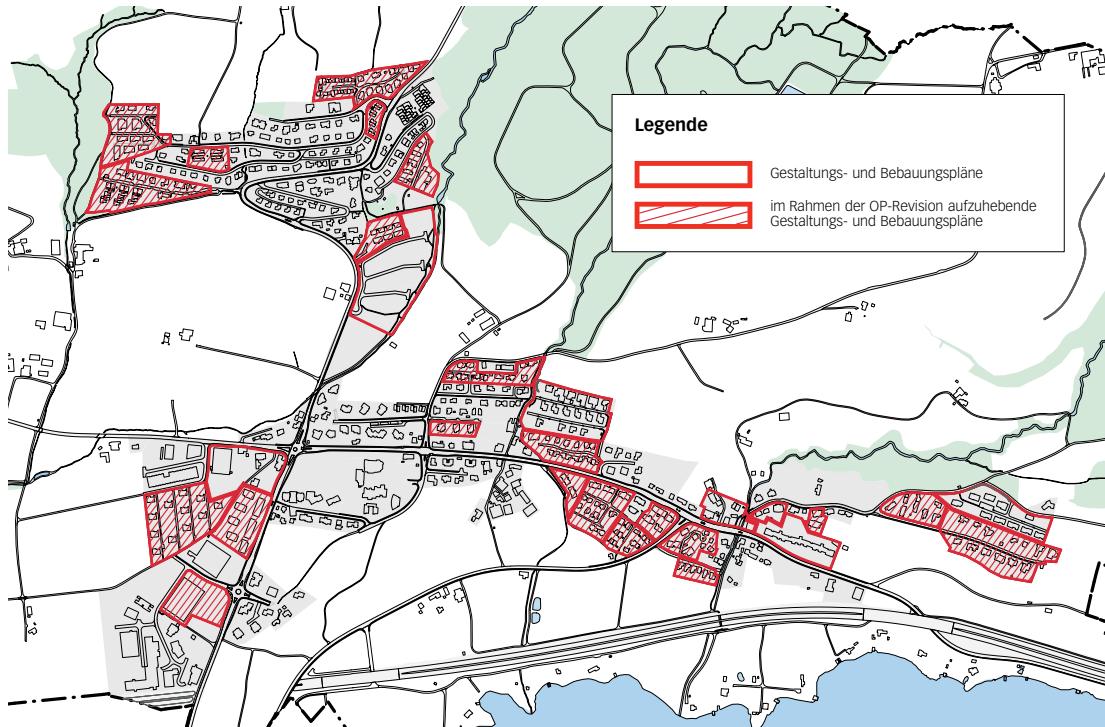 Legende
Gestaltungs- und Bebauungspläne
im Rahmen der OP-Revision aufzuhebende
Gestaltungs- und Bebauungspläne